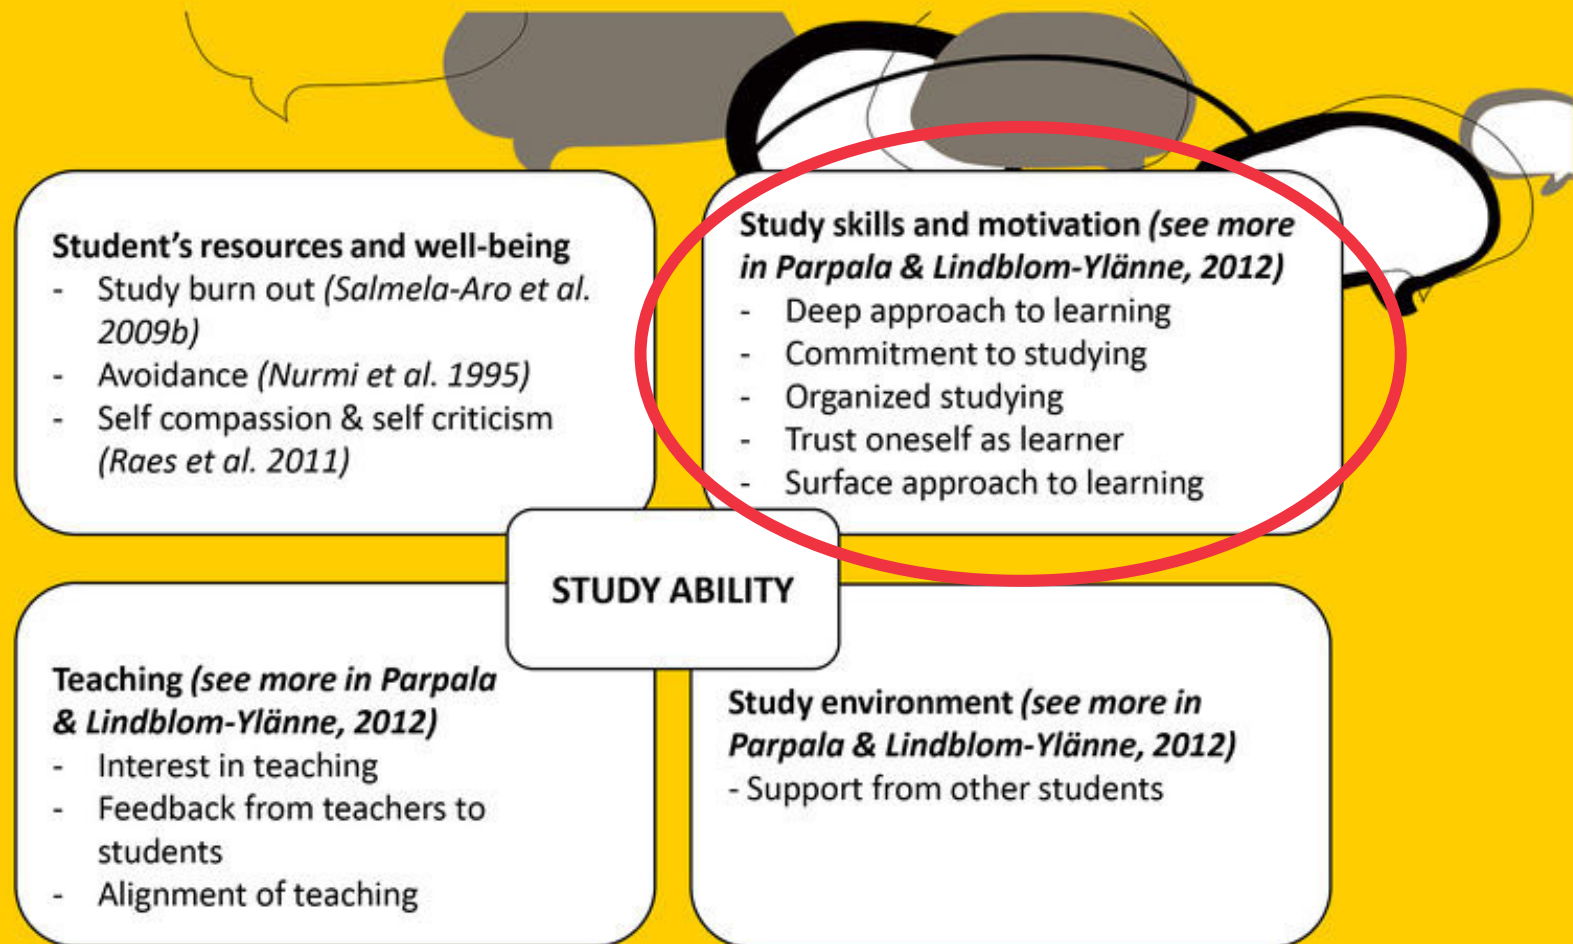 Student's resources and well-being
- Study burn out (Salmela-Aro et al.
2009b)
- Avoidance (Nurmi et al. 1995)
- Self compassion & self criticism
(Raes et al. 2011)
Study skills and motivation (see more
in Parpala & Lindblom-Ylänne, 2012)
- Deep approach to learning
- Commitment to studying
- Organized studying
- Trust oneself as learner
- Surface approach to learning
STUDY ABILITY
Teaching (see more in Parpala
& Lindblom-Ylänne, 2012)
- Interest in teaching
- Feedback from teachers to
students
- Alignment of teaching
Study environment (see more in
Parpala & Lindblom-Ylänne, 2012)
- Support from other students